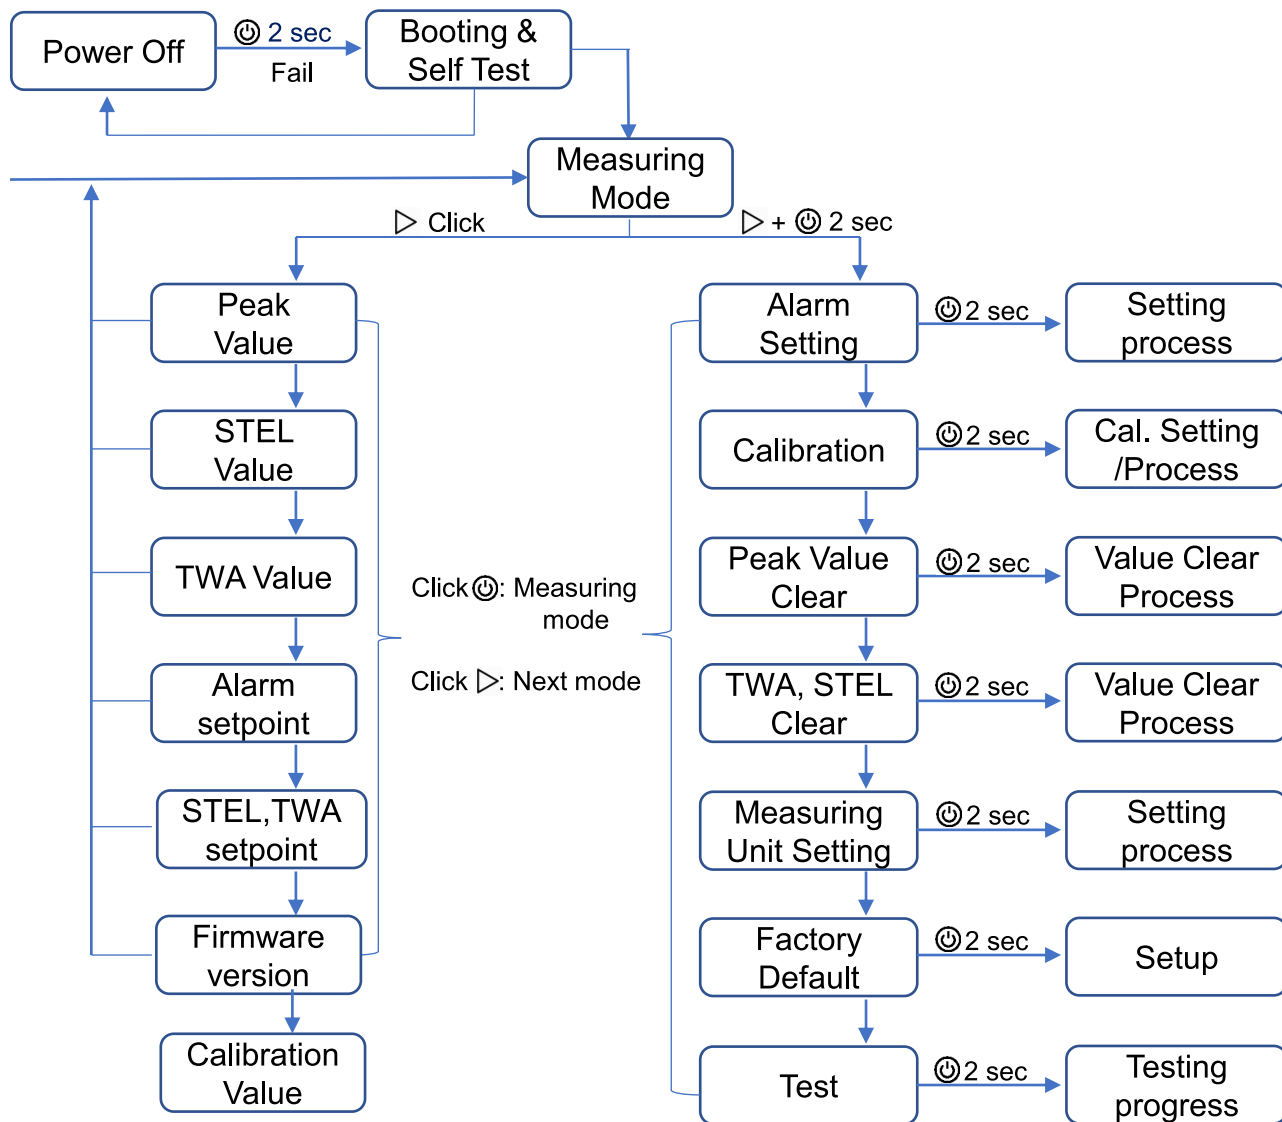 Power Off
2 sec
Fail
Booting &
Self Test
Measuring
Mode
Click
+ 2 sec
Peak
Value
STEL
Value
TWA Value
Alarm
setpoint
STEL,TWA
setpoint
Firmware
version
Calibration
Value
Click : Measuring
mode
Click : Next mode
Alarm
Setting
2 sec
Setting
process
Calibration
2 sec
Cal. Setting
/Process
Peak Value
Clear
2 sec
Value Clear
Process
TWA, STEL
Clear
2 sec
Value Clear
Process
Measuring
Unit Setting
2 sec
Setting
process
Factory
Default
2 sec
Setup
Test
2 sec
Testing
progress